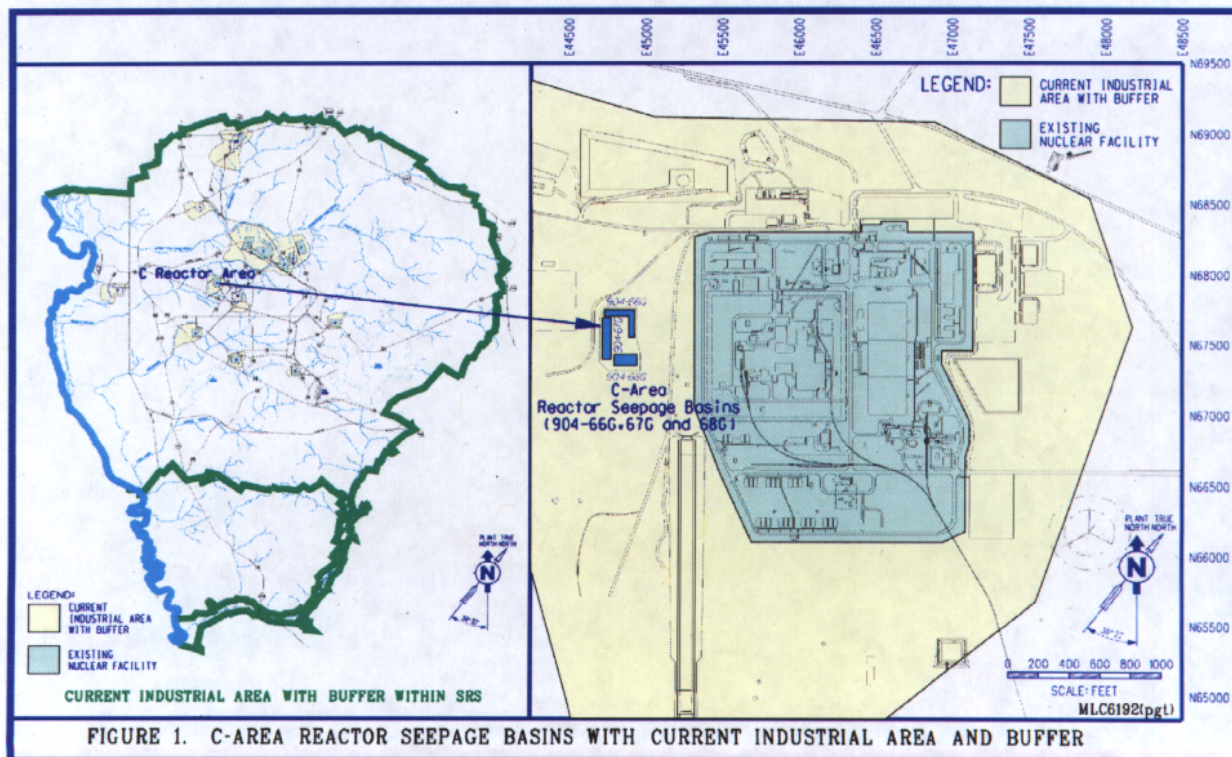 E44500
E45000
E45500
E46000
E46500
E47000
E47500
E48000
E48500
N69500
N69000
N68500
N68000
N67500
N67000
N66500
N66000
N65500
N65000
C Reactor Area
PLANT TRUE
NORTH NORTH
N
LEGEND:
CURRENT
INDUSTRIAL AREA
WITH BUFFER
EXISTING
NUCLEAR FACILITY
CURRENT INDUSTRIAL AREA WITH BUFFER WITHIN SRS
LEGEND:
CURRENT INDUSTRIAL
AREA WITH BUFFER
EXISTING
NUCLEAR FACILITY
904-66G
904-68G
C-Area
Reactor Seepage Basins
(904-66G,67G and 68G)
PLANT TRUE
NORTH NORTH
N
0 200 400 600 800 1000
SCALE: FEET
MLC6192(pgt)
FIGURE 1. C-AREA REACTOR SEEPAGE BASINS WITH CURRENT INDUSTRIAL AREA AND BUFFER